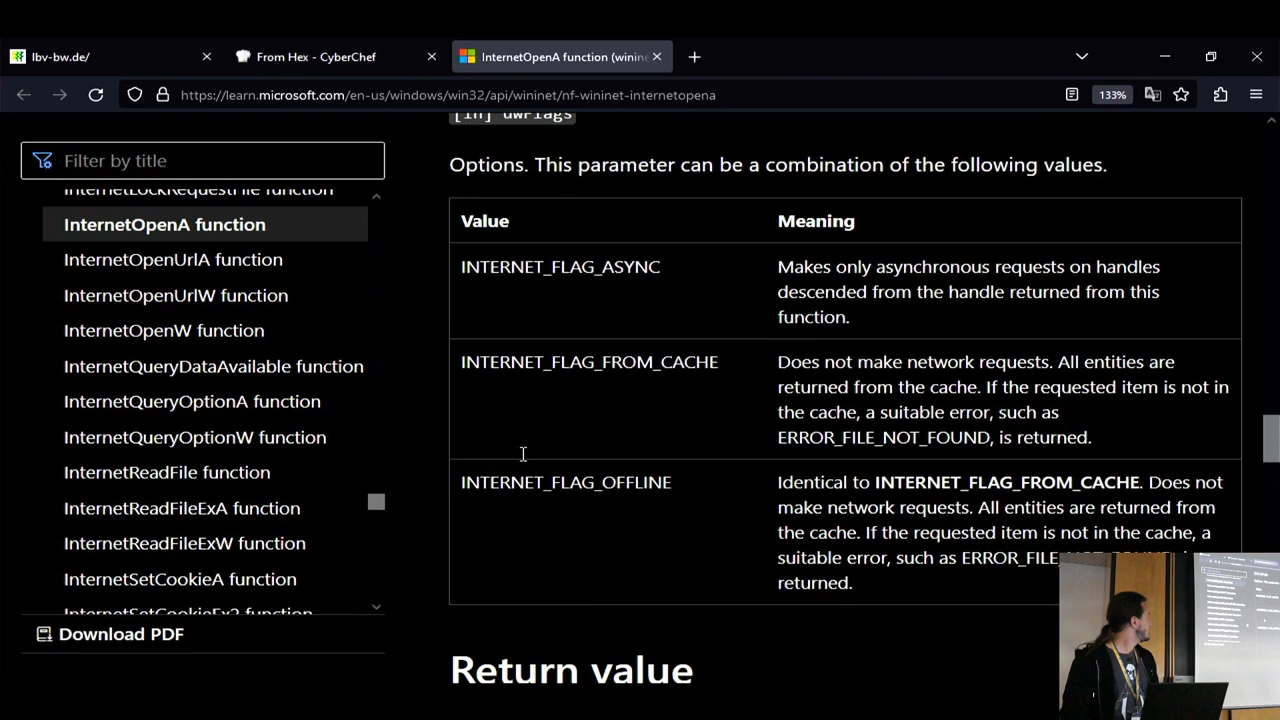 lbv-bw.de/
From Hex - CyberChef
InternetOpenA function (winin
https://learn.microsoft.com/en-us/windows/win32/api/wininet/nf-wininet-internetopena
133%
[in] dwFlags
Filter by title
Options. This parameter can be a combination of the following values.
InternetLockRequestFile function
InternetOpenA function
InternetOpenUrlA function
InternetOpenUrlW function
InternetOpenW function
InternetQueryDataAvailable function
InternetQueryOptionA function
InternetQueryOptionW function
InternetReadFile function
InternetReadFileExA function
InternetReadFileExW function
InternetSetCookieA function
InternetSetCookieEx2 function
Download PDF
Value
Meaning
INTERNET_FLAG_ASYNC
Makes only asynchronous requests on handles
descended from the handle returned from this
function.
INTERNET_FLAG_FROM_CACHE
Does not make network requests. All entities are
returned from the cache. If the requested item is not in
the cache, a suitable error, such as
ERROR_FILE_NOT_FOUND, is returned.
INTERNET_FLAG_OFFLINE
Identical to INTERNET_FLAG_FROM_CACHE. Does not
make network requests. All entities are returned from
the cache. If the requested item is not in the cache, a
suitable error, such as
returned.
Return value